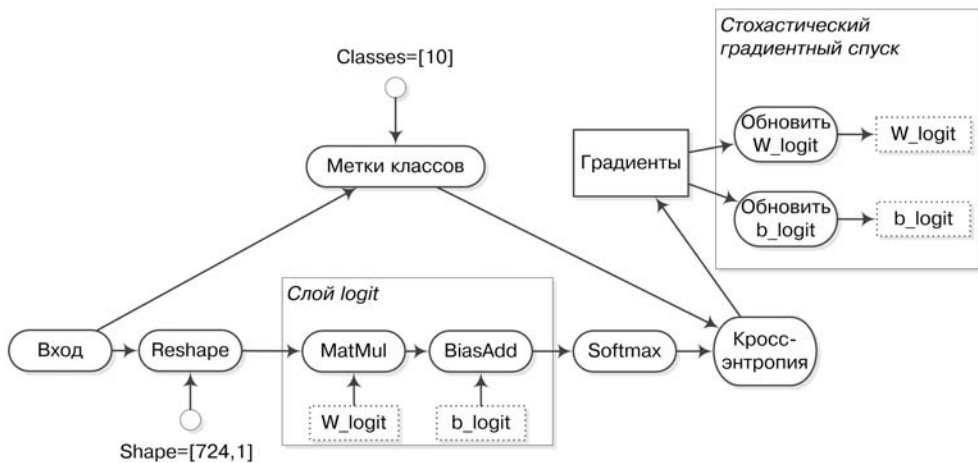 Стохастический
градиентный спуск
Classes=[10]
Обновить
W_logit
W_logit
Метки классов
Градиенты
Обновить
b_logit
b_logit
Слой logit
Вход
Reshape
MatMul
BiasAdd
Softmax
Кросс-
энтропия
W_logit
b_logit
Shape=[724,1]